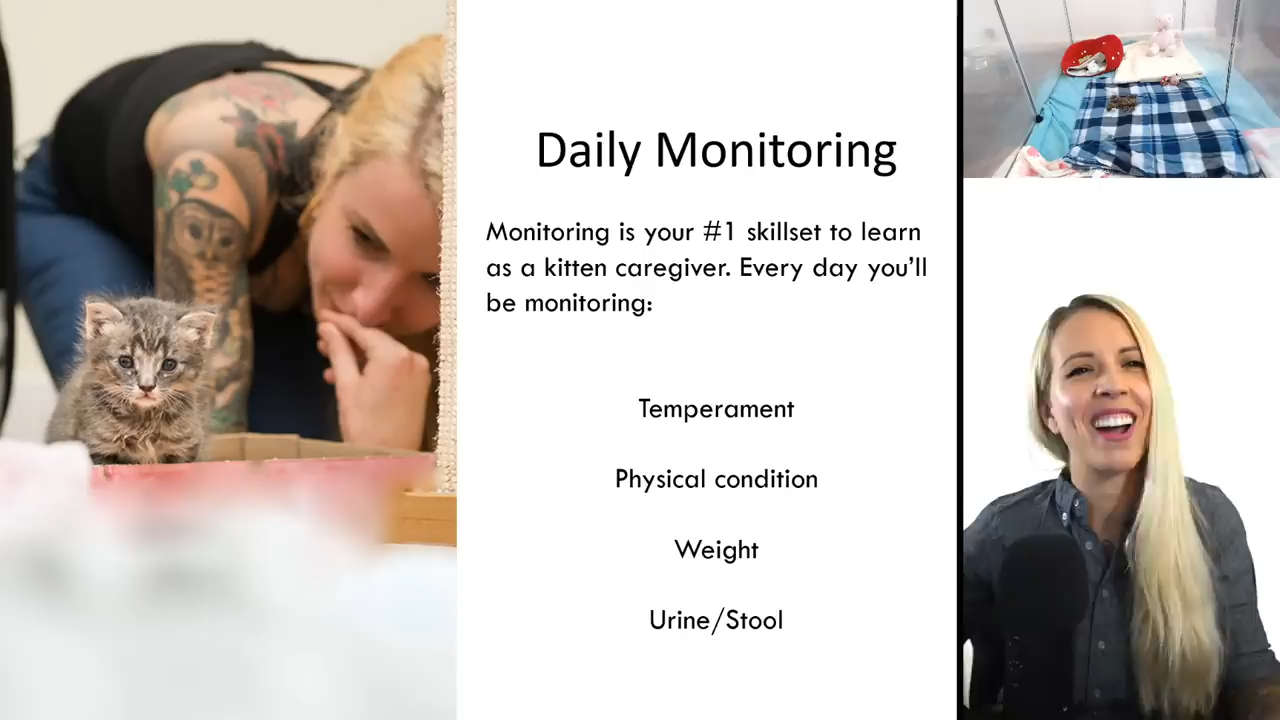 Daily Monitoring
Monitoring is your #1 skillset to learn
as a kitten caregiver. Every day you’ll
be monitoring:
Temperament
Physical condition
Weight
Urine/Stool